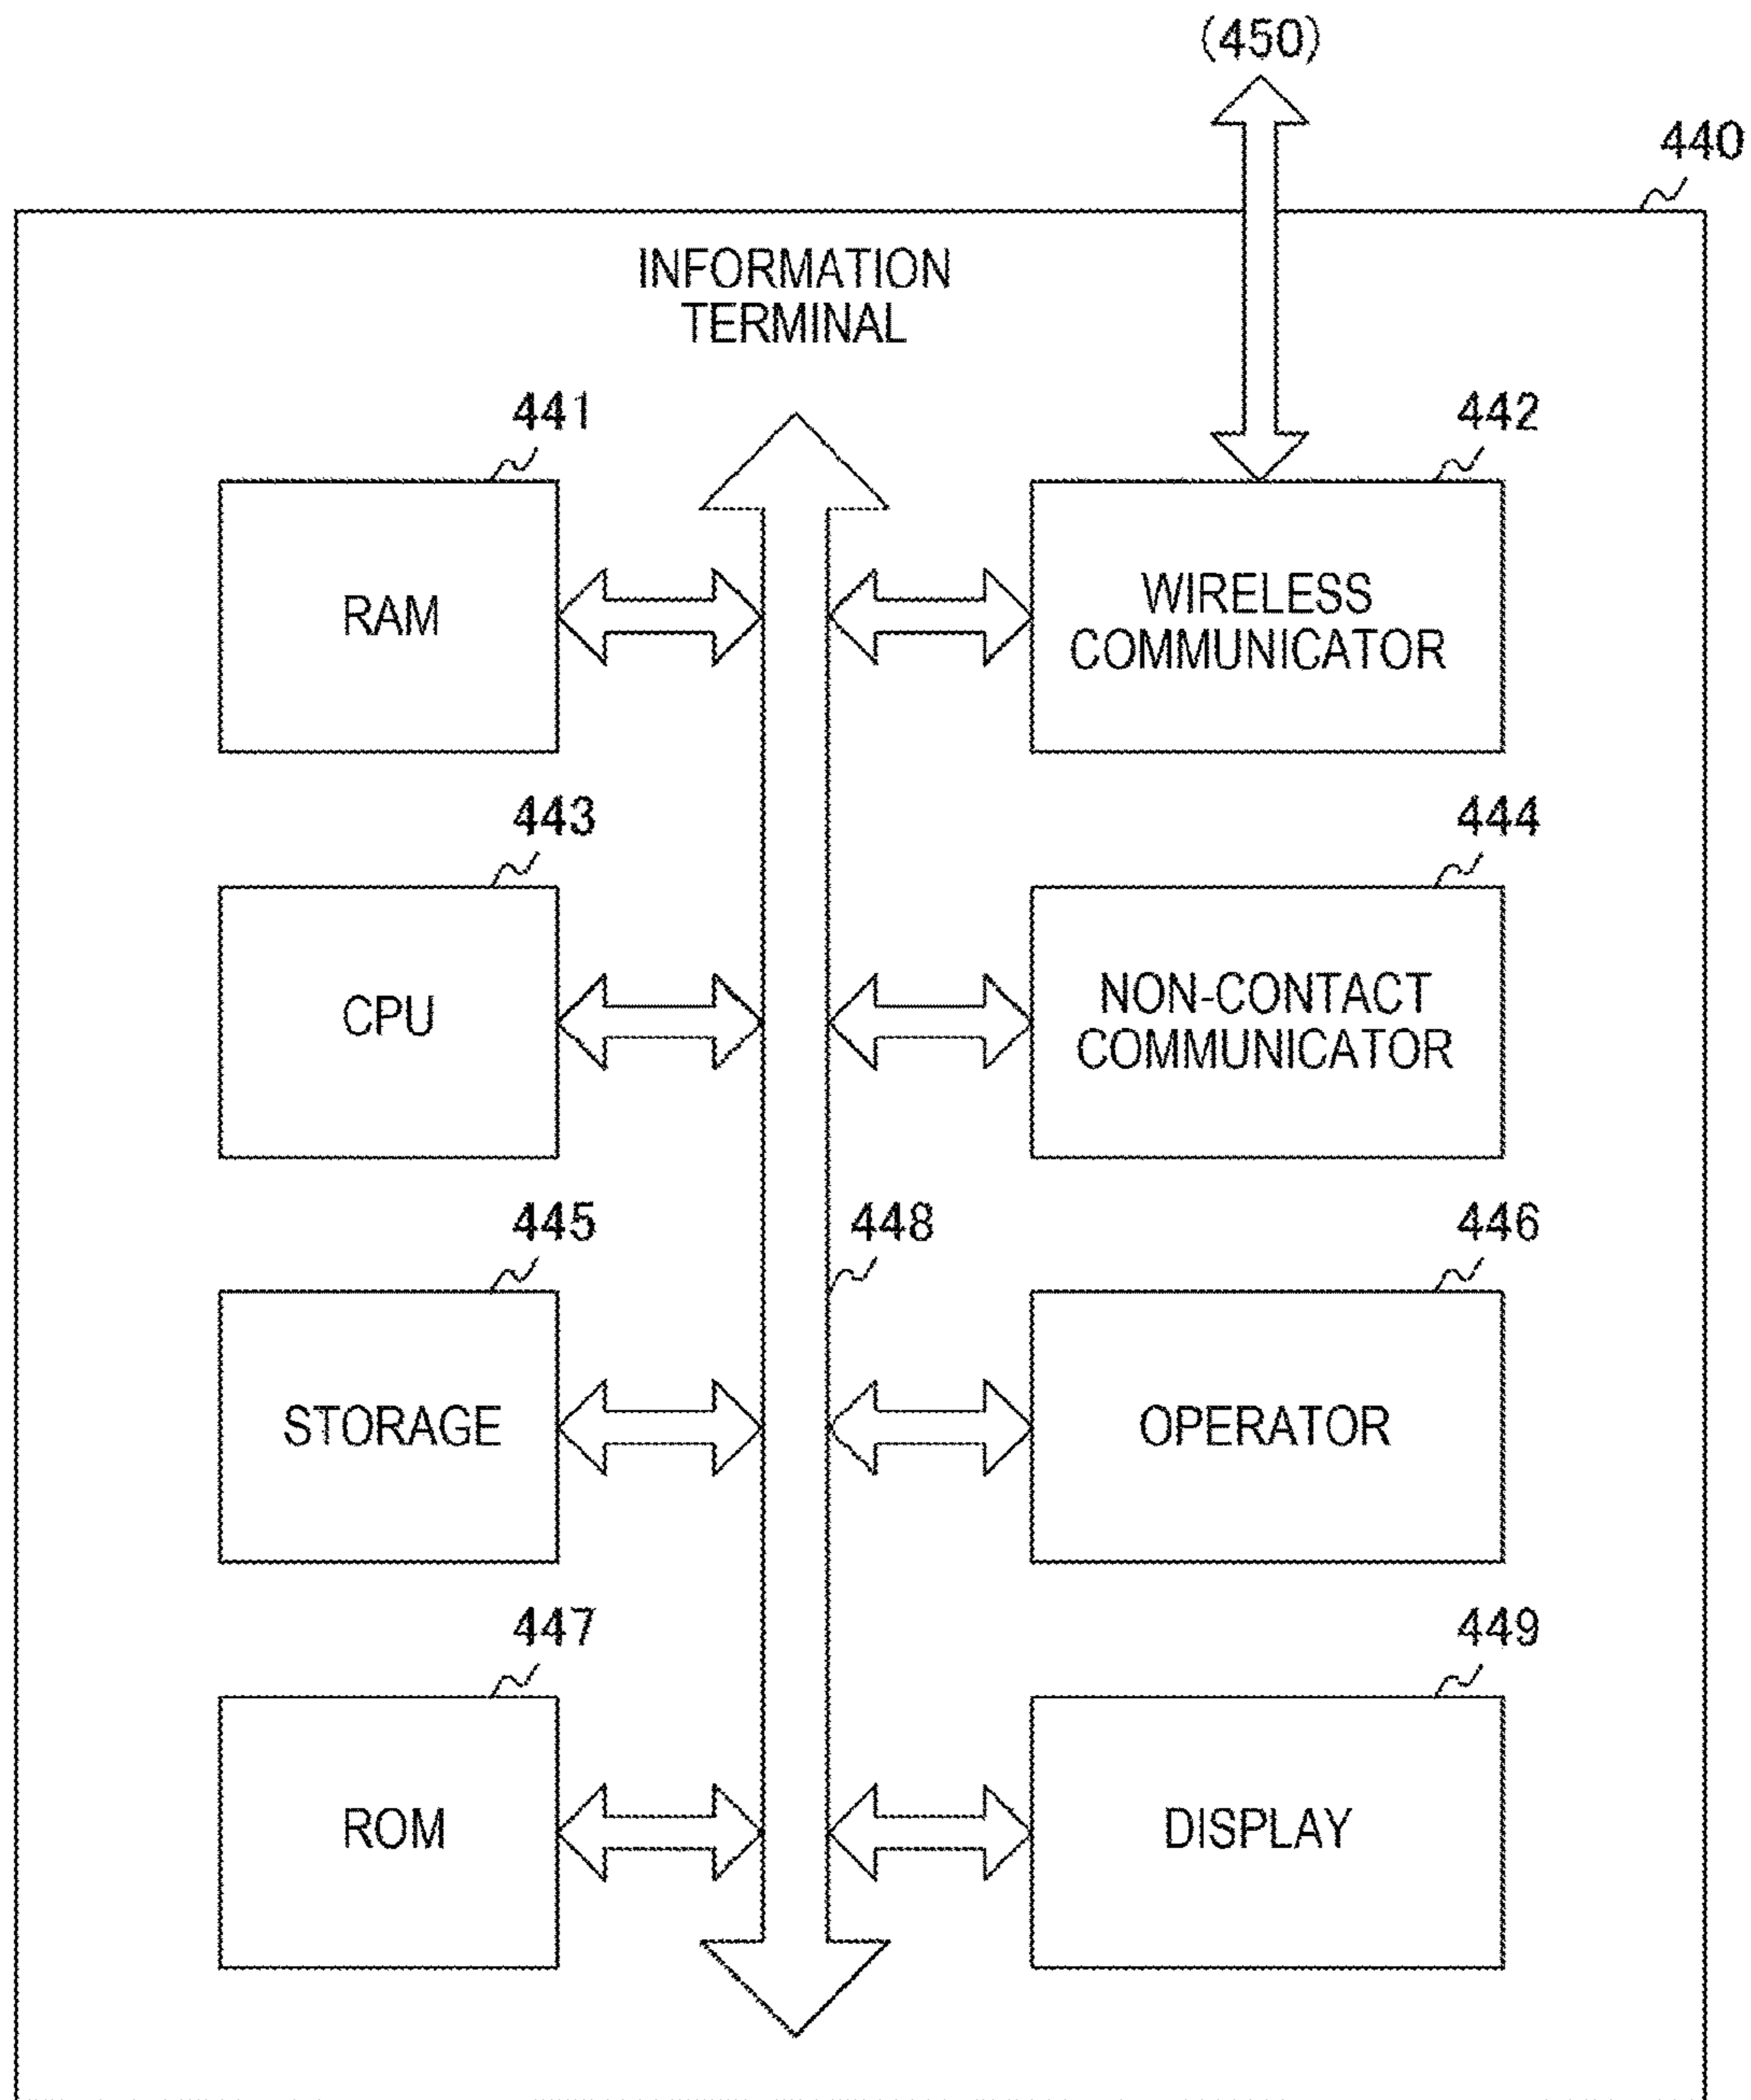 (450)
440
INFORMATION
TERMINAL
441
442
RAM
WIRELESS
COMMUNICATOR
443
444
CPU
NON-CONTACT
COMMUNICATOR
445
448
446
STORAGE
OPERATOR
447
449
ROM
DISPLAY